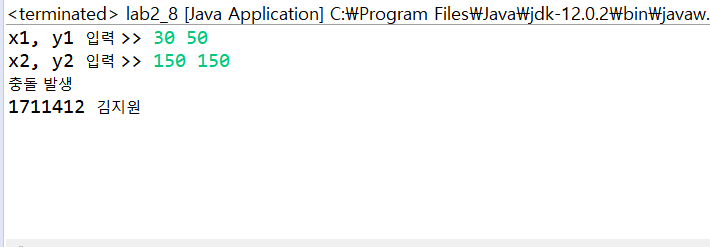 <terminated> lab2_8 [Java Application] C:₩Program Files₩Java₩jdk-12.0.2₩bin₩javaw.
x1, y1 입력 >> 30 50
x2, y2 입력 >> 150 150
충돌 발생
1711412 김지원